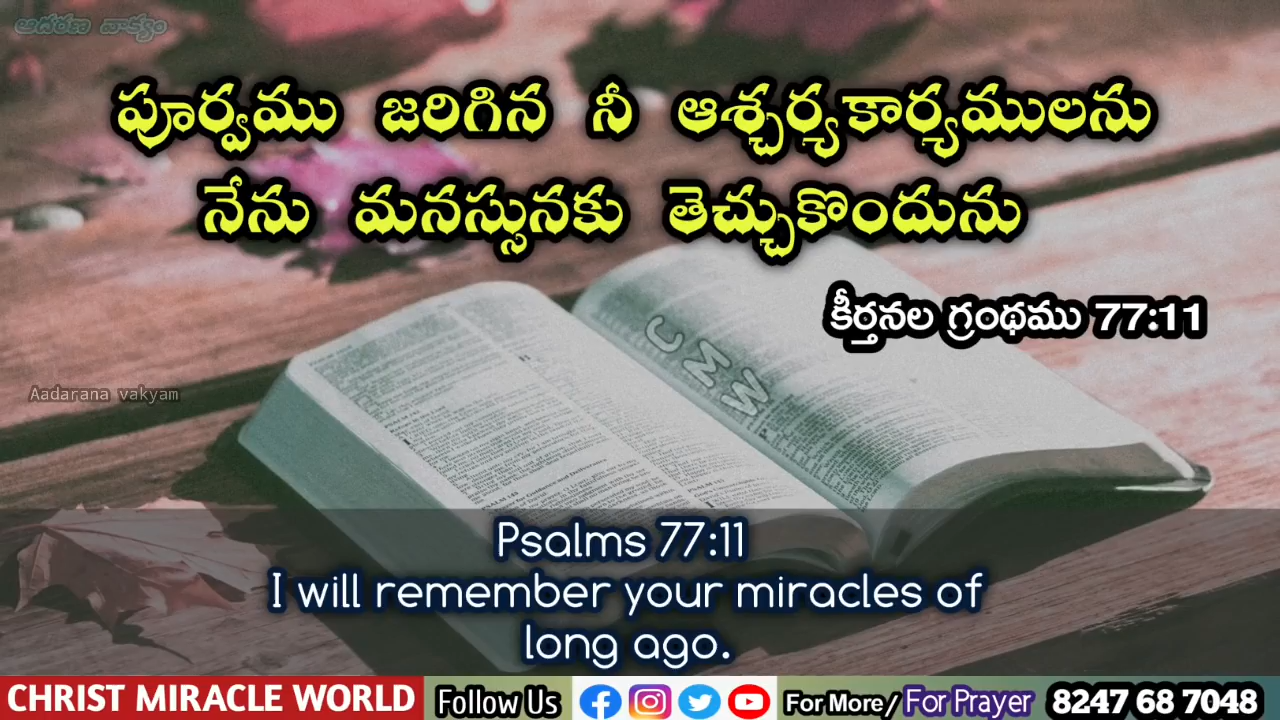 ఆదరణ వాక్యం
పూర్వము జరిగిన నీ ఆశ్చర్యకార్యములను
నేను మనస్సునకు తెచ్చుకొందును
కీర్తనల గ్రంథము 77:11
CMW
Aadarana vakyam
Psalms 77:11
I will remember your miracles of
long ago.
CHRIST MIRACLE WORLD Follow Us For More/ For Prayer 8247 68 7048